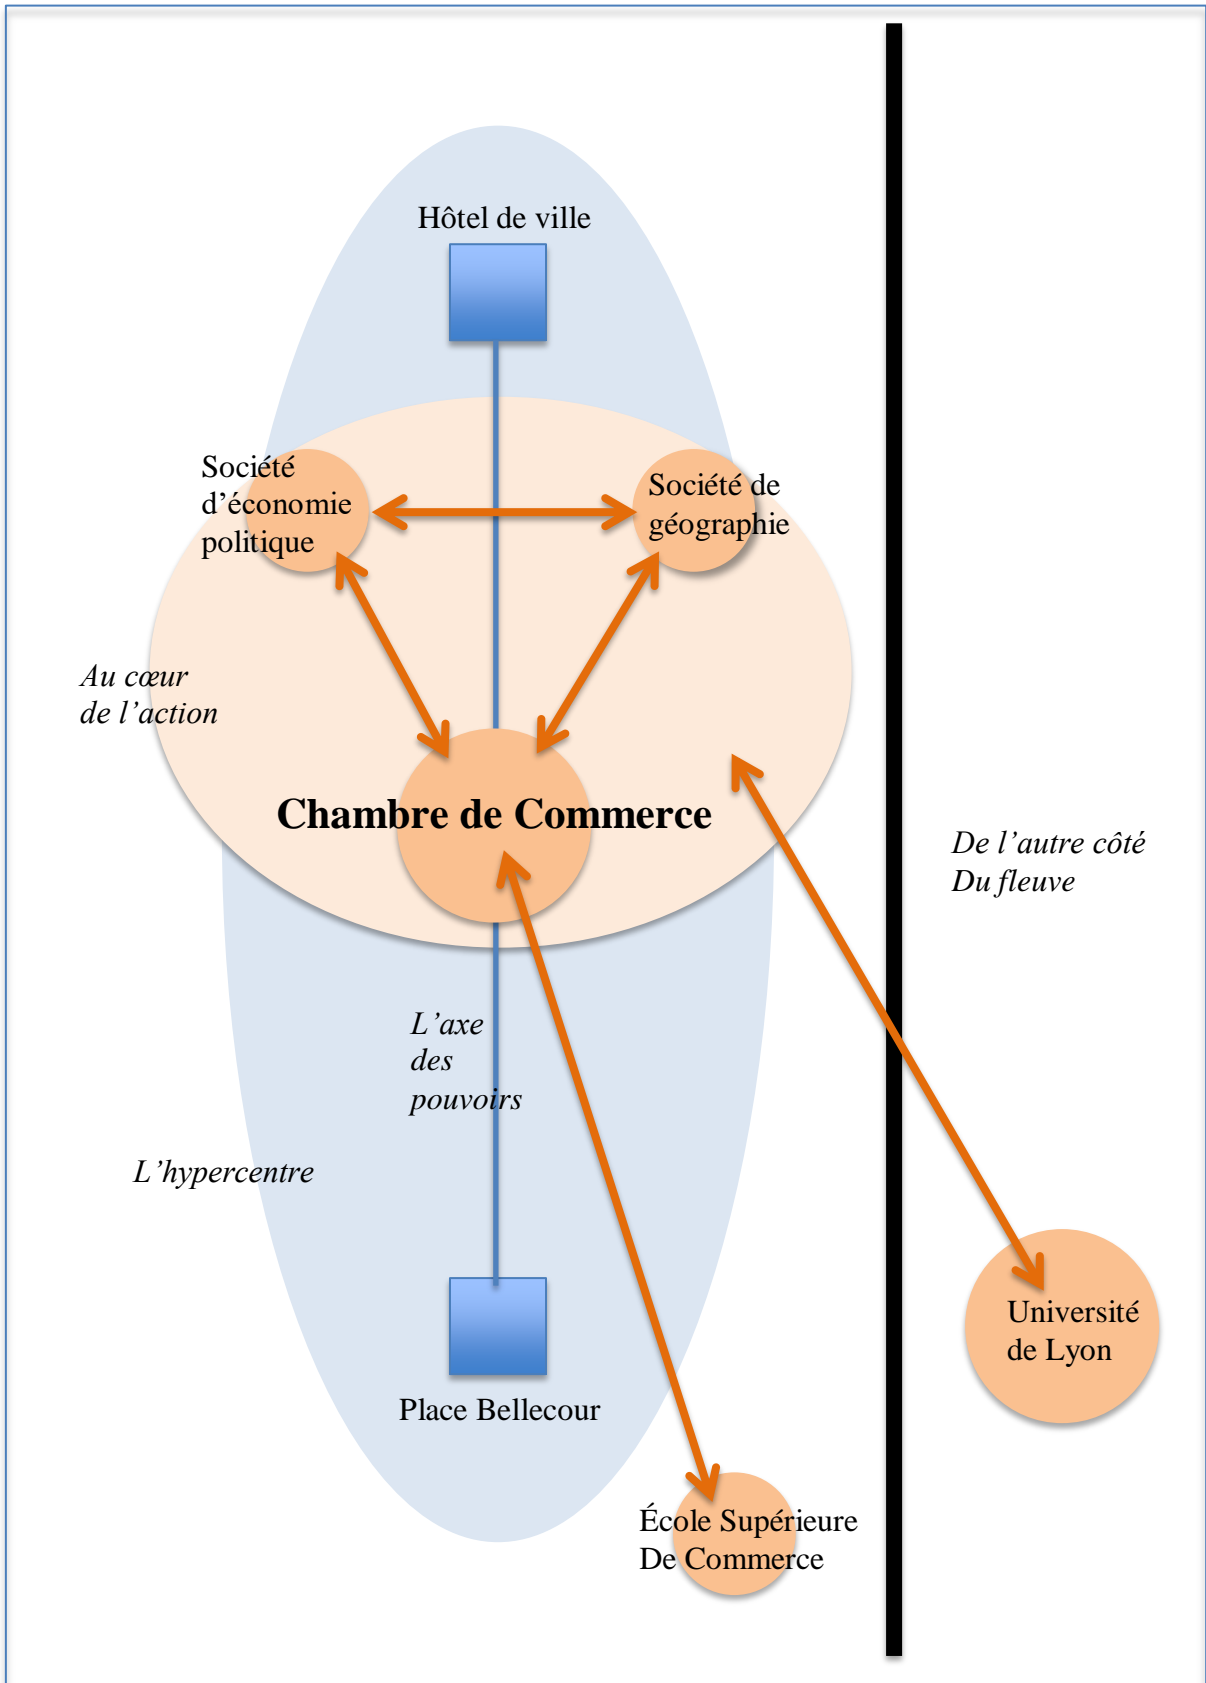 Hôtel de ville
Société
d’économie
politique
Société de
géographie
Au cœur
de l’action
Chambre de Commerce
De l’autre côté
Du fleuve
L’axe
des
pouvoirs
L’hypercentre
Université
de Lyon
Place Bellecour
École Supérieure
De Commerce